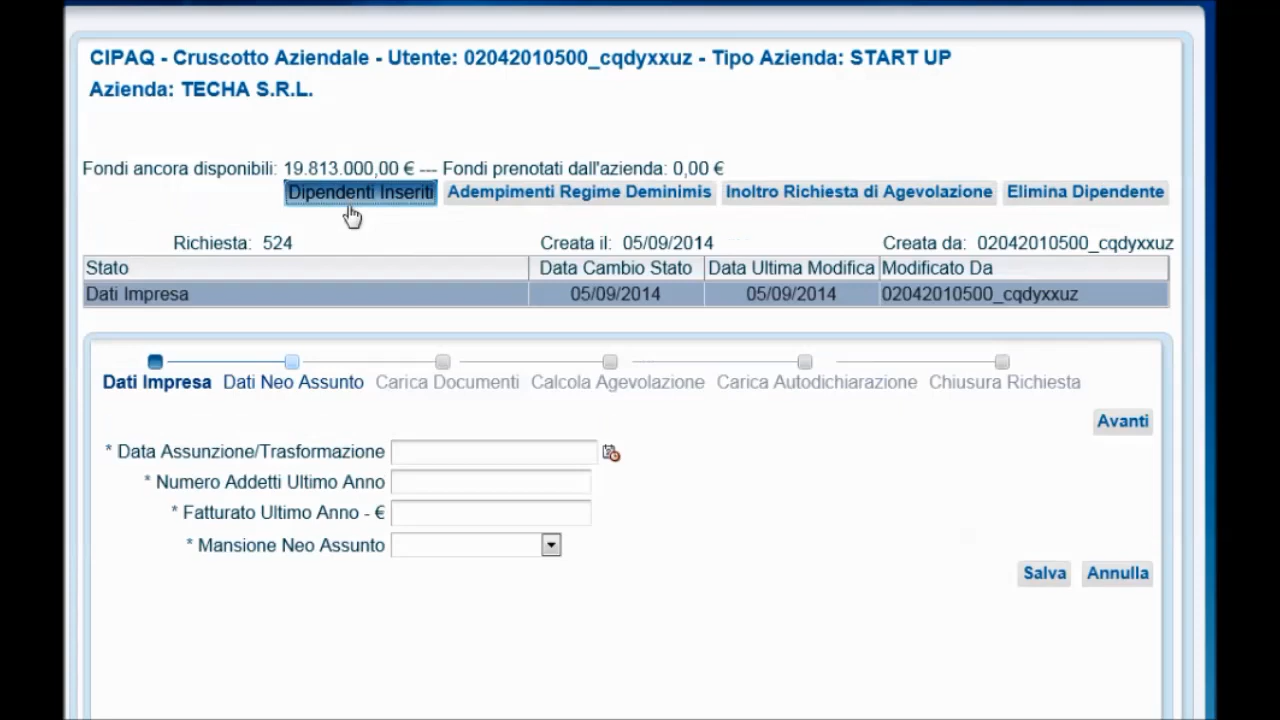 CIPAQ - Cruscotto Aziendale - Utente: 02042010500_cqdyxxuz - Tipo Azienda: START UP
Azienda: TECHA S.R.L.
Fondi ancora disponibili: 19.813.000,00 € --- Fondi prenotati dall'azienda: 0,00 €
Dipendenti Inseriti Adempimenti Regime Deminimis Inoltro Richiesta di Agevolazione Elimina Dipendente
Richiesta: 524 Creata il: 05/09/2014 Creata da: 02042010500_cqdyxxuz
Stato Data Cambio Stato Data Ultima Modifica Modificato Da
Dati Impresa 05/09/2014 05/09/2014 02042010500_cqdyxxuz
Dati Impresa Dati Neo Assunto Carica Documenti Calcola Agevolazione Carica Autodichiarazione Chiusura Richiesta
Avanti
* Data Assunzione/Trasformazione
* Numero Addetti Ultimo Anno
* Fatturato Ultimo Anno - €
* Mansione Neo Assunto
Salva Annulla